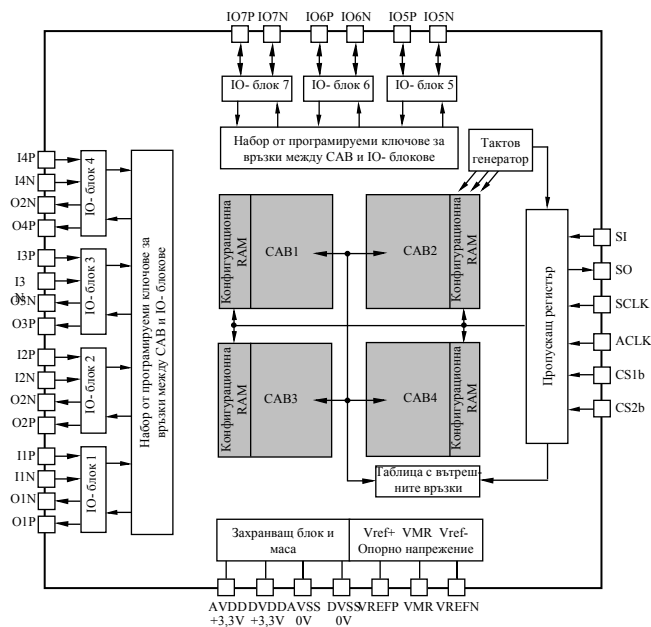 IO7P IO7N IO6P IO6N IO5P IO5N
IO- блок 7
IO- блок 6
IO- блок 5
Набор от програмируеми ключове за
връзки между CAB и IO- блокове
Тактов
генератор
I4P
I4N
O2N
O4P
IO- блок 4
I3P
I3
N
O3N
O3P
IO- блок 3
I2P
I2N
O2N
O2P
IO- блок 2
I1P
I1N
O1N
O1P
IO- блок 1
Набор от програмируеми ключове за
връзки между CAB и IO- блокове
Конфигурационна
RAM
CAB1
CAB2
Конфигурационна
RAM
Конфигурационна
RAM
CAB3
CAB4
Конфигурационна
RAM
Пропускащ регистър
SI
SO
SCLK
ACLK
CS1b
CS2b
Таблица с вътреш-
ните връзки
Захранващ блок и
маса
Vref+ VMR Vref-
Опорно напрежение
AVDD DVDD AVSS DVSS VREFP VMR VREFN
+3,3V +3,3V 0V 0V